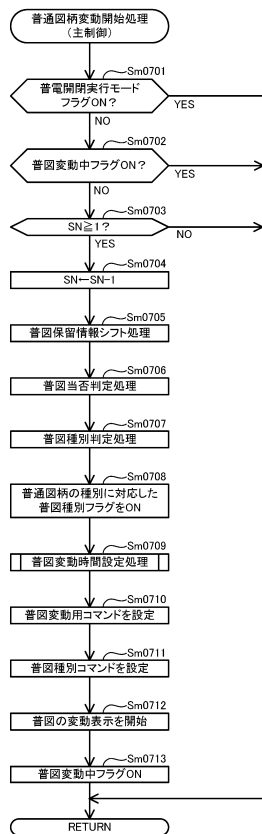 普通図柄変動開始処理
(主制御)
Sm0701
普電開閉実行モード
フラグON?
YES
NO
Sm0702
普図変動中フラグON?
YES
NO
Sm0703
SN≧1?
NO
YES
Sm0704
SN←SN-1
Sm0705
普図保留情報シフト処理
Sm0706
普図当否判定処理
Sm0707
普図種別判定処理
Sm0708
普通図柄の種別に対応した
普図種別フラグをON
Sm0709
普図変動時間設定処理
Sm0710
普図変動用コマンドを設定
Sm0711
普図種別コマンドを設定
Sm0712
普図の変動表示を開始
Sm0713
普図変動中フラグON
RETURN